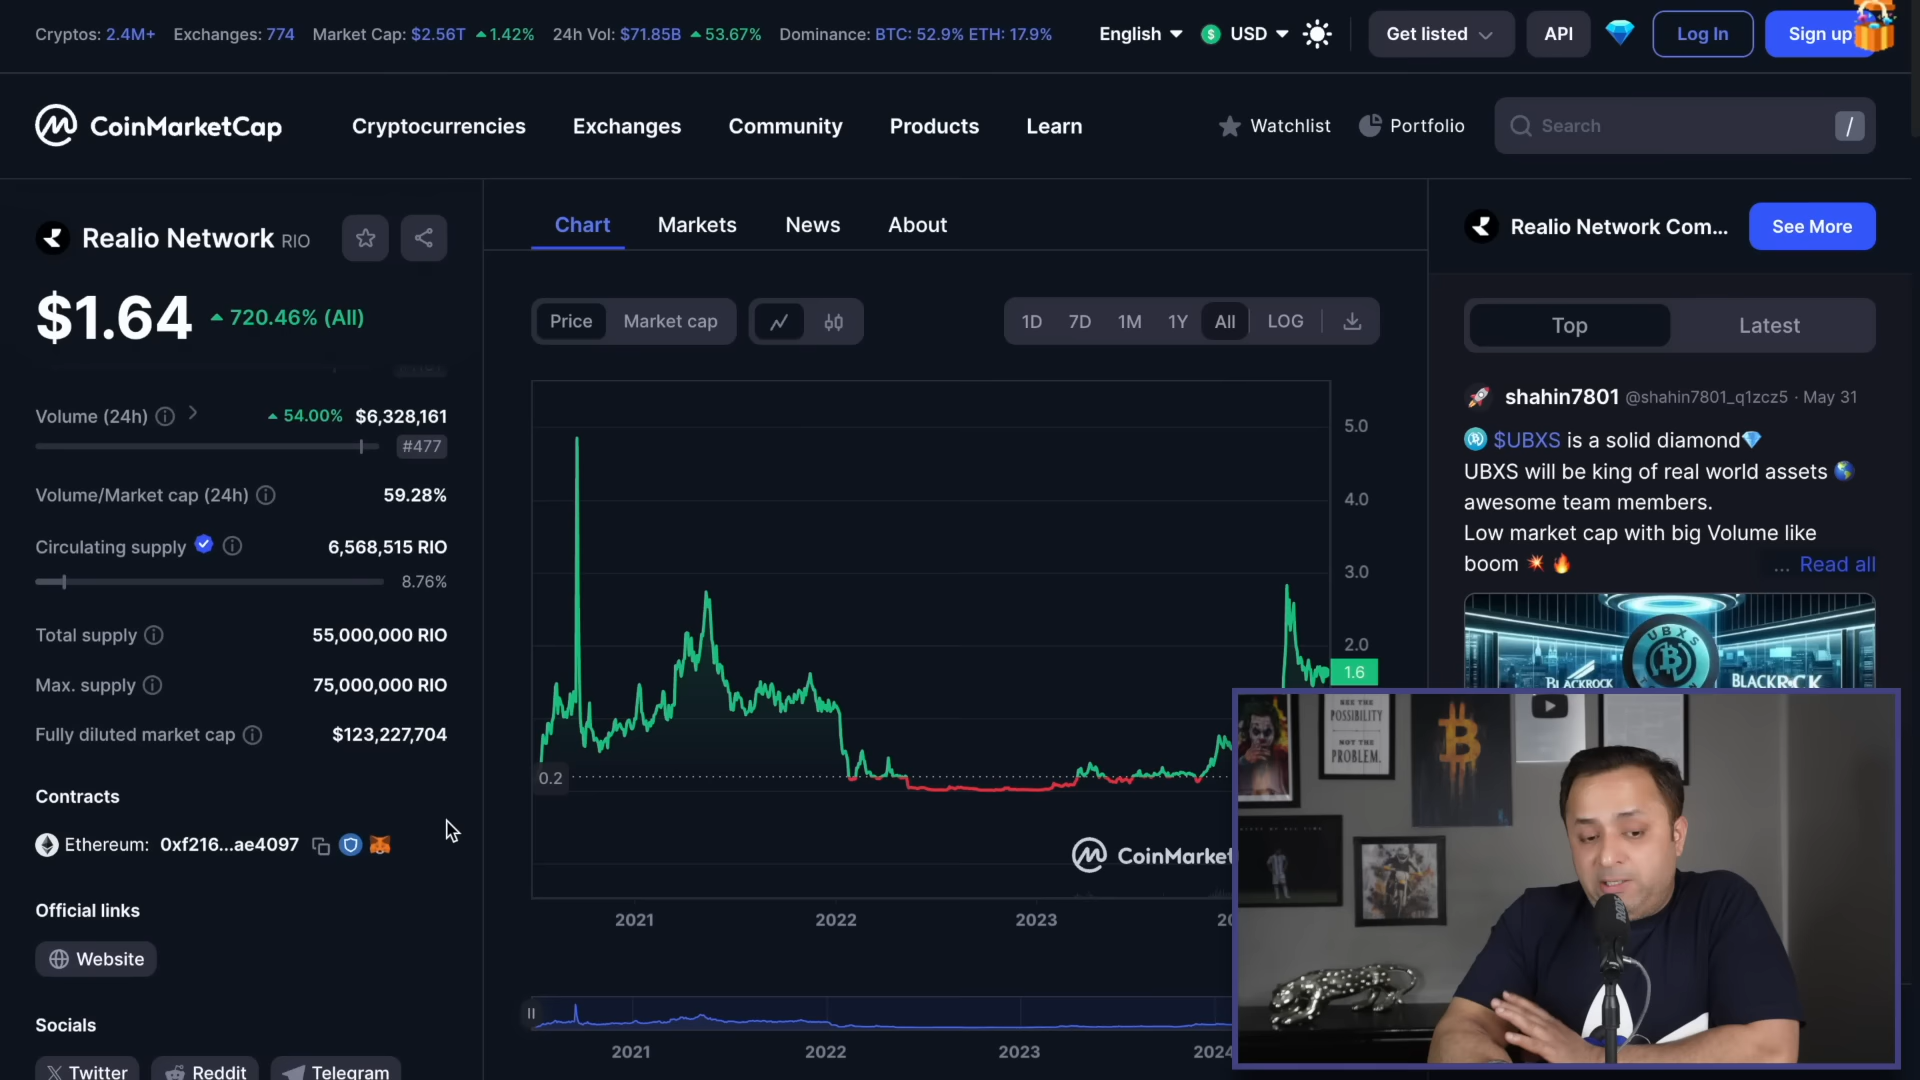 Cryptos: 2.4M+ Exchanges: 774 Market Cap: $2.56T 1.42% 24h Vol: $71.85B 53.67% Dominance: BTC: 52.9% ETH: 17.9%
English $ USD Get listed API Log In Sign up
CoinMarketCap Cryptocurrencies Exchanges Community Products Learn Watchlist Portfolio Search /
Realio Network RIO
$1.64 720.46% (All)
Volume (24h) 54.00% $6,328,161
#477
Volume/Market cap (24h) 59.28%
Circulating supply 6,568,515 RIO
8.76%
Total supply 55,000,000 RIO
Max. supply 75,000,000 RIO
Fully diluted market cap $123,227,704
Contracts
Ethereum: 0xf216...ae4097
Official links
Website
Socials
Twitter Reddit Telegram
Chart Markets News About
Price Market cap 1D 7D 1M 1Y All LOG
5.0
4.0
3.0
2.0
1.6
0.2
CoinMarket
2021 2022 2023 20
2021 2022 2023 2024
Realio Network Com... See More
Top Latest
shahin7801 @shahin7801_q1zcz5 · May 31
$UBXS is a solid diamond
UBXS will be king of real world assets
awesome team members.
Low market cap with big Volume like
boom ... Read all
UBXS
BLACKROCK BLACKROCK
SEE THE
POSSIBILITY
NOT THE
PROBLEM.